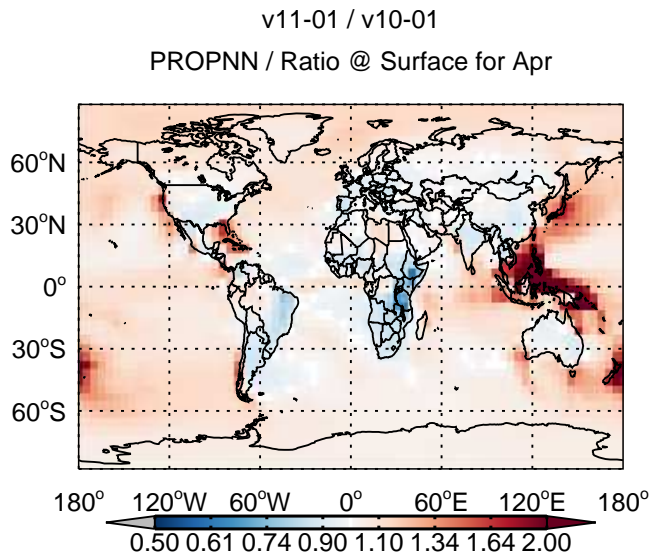 v11-01 / v10-01
PROPNN / Ratio @ Surface for Apr
60°N
30°N
0°
30°S
60°S
180° 120°W 60°W 0° 60°E 120°E 180°
0.50 0.61 0.74 0.90 1.10 1.34 1.64 2.00